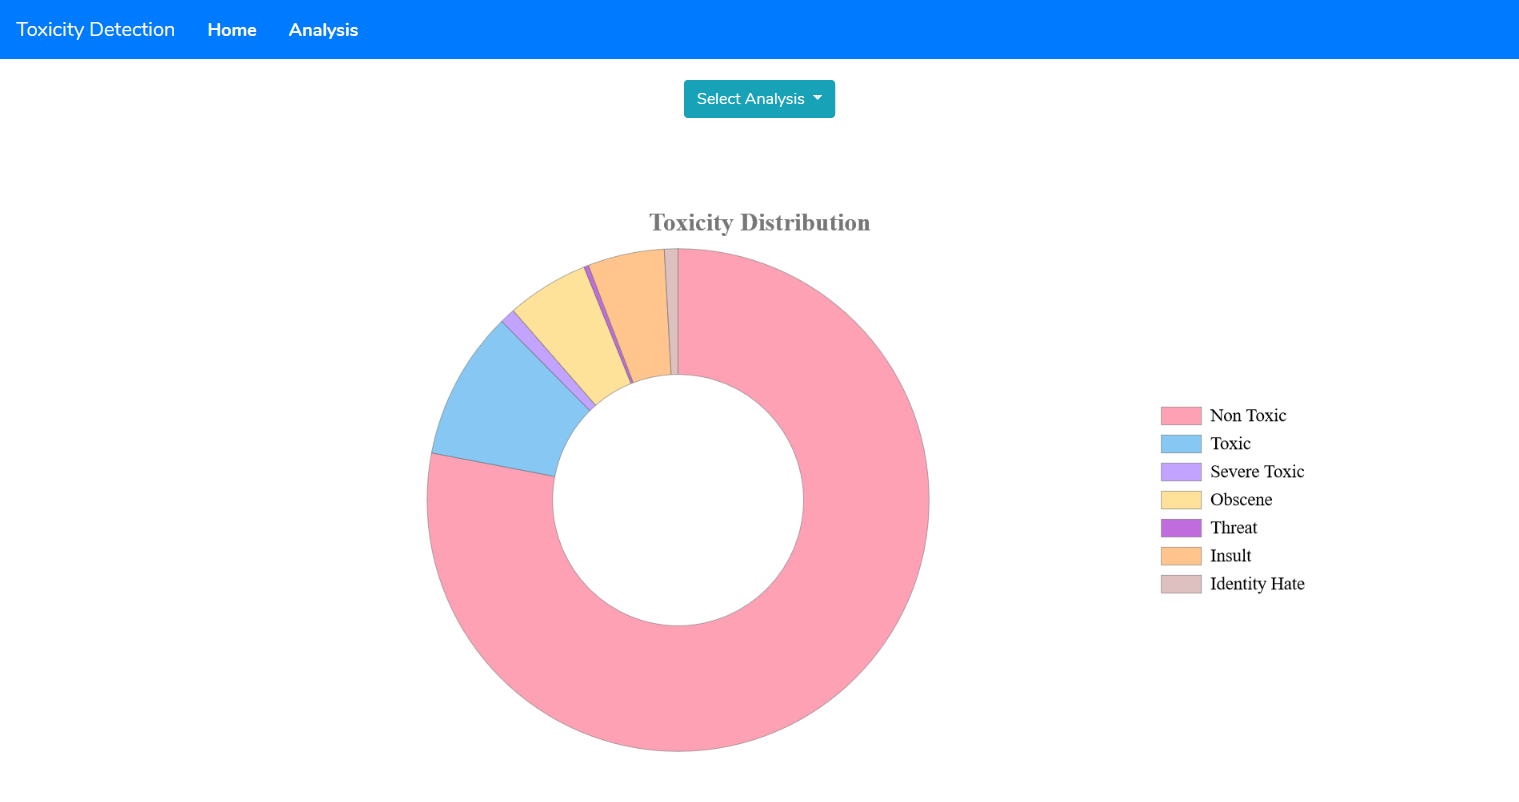 Toxicity Detection Home Analysis
Select Analysis
Toxicity Distribution
Non Toxic
Toxic
Severe Toxic
Obscene
Threat
Insult
Identity Hate